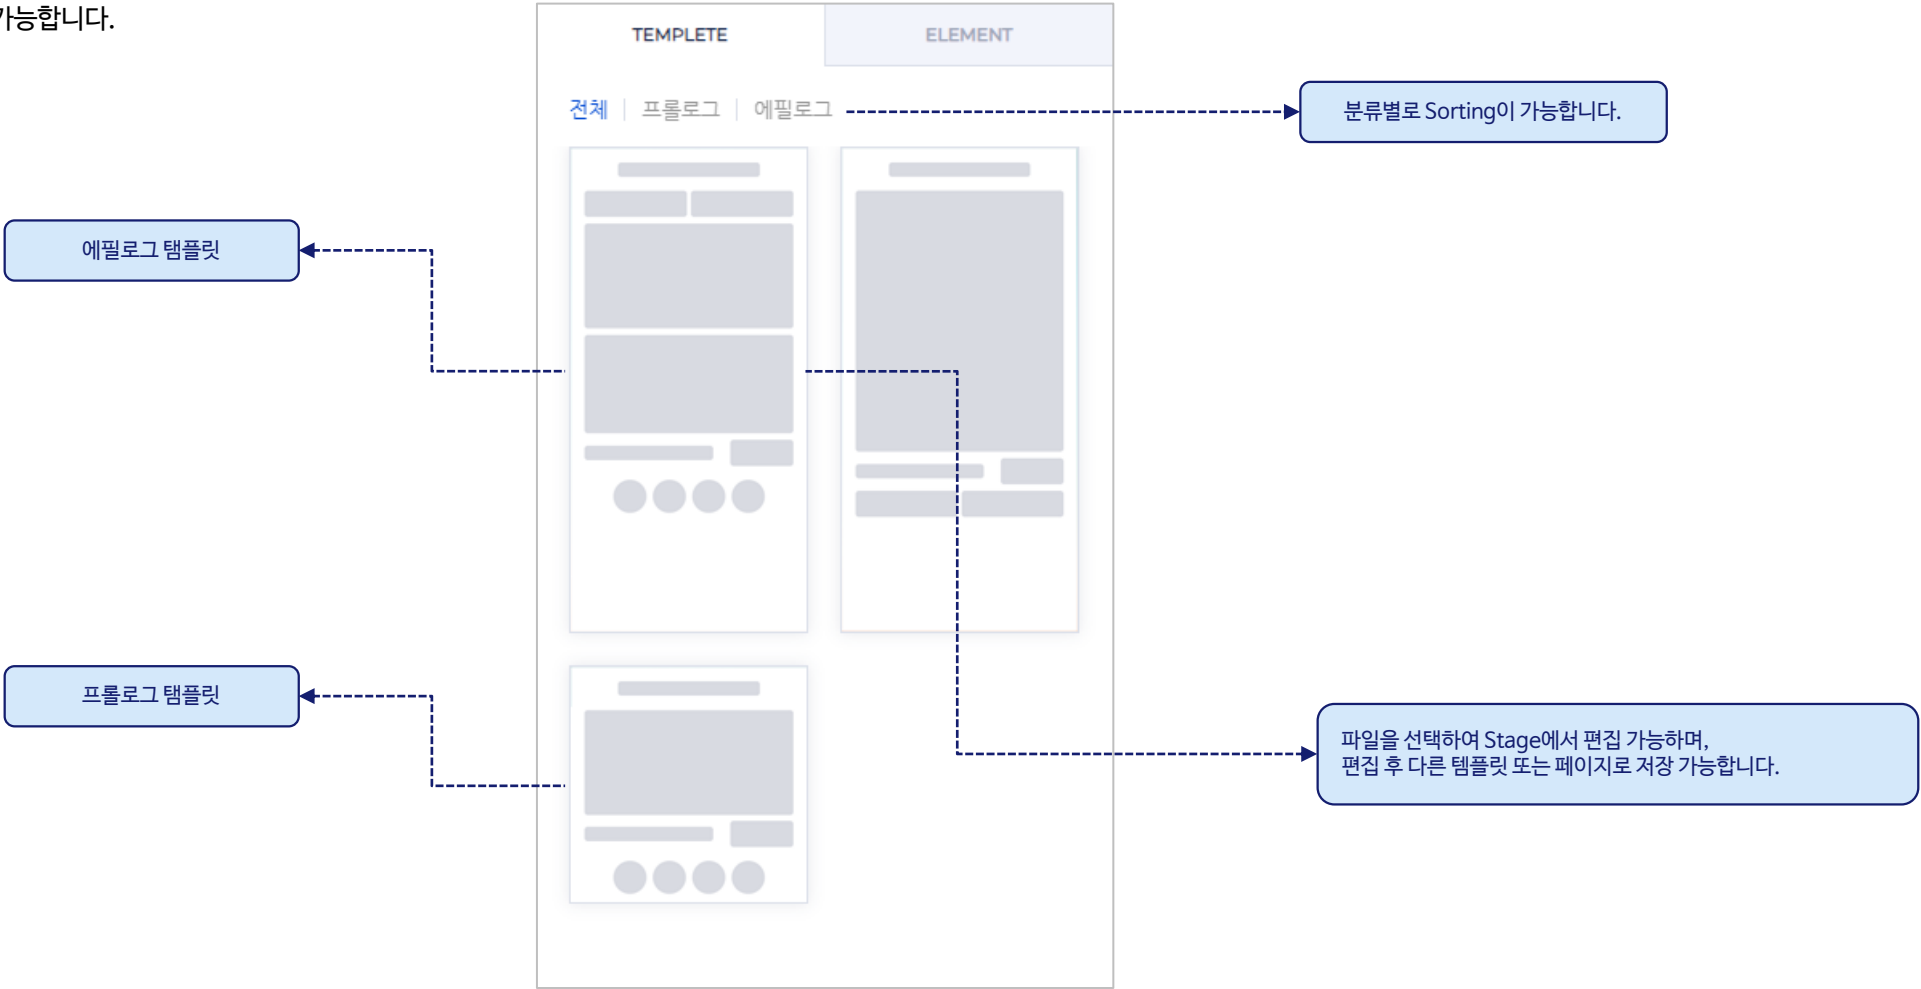 가능합니다.
TEMPLETE
ELEMENT
전체 | 프롤로그 | 에필로그
분류별로 Sorting이 가능합니다.
에필로그 탬플릿
프롤로그 탬플릿
파일을 선택하여 Stage에서 편집 가능하며,
편집 후 다른 템플릿 또는 페이지로 저장 가능합니다.